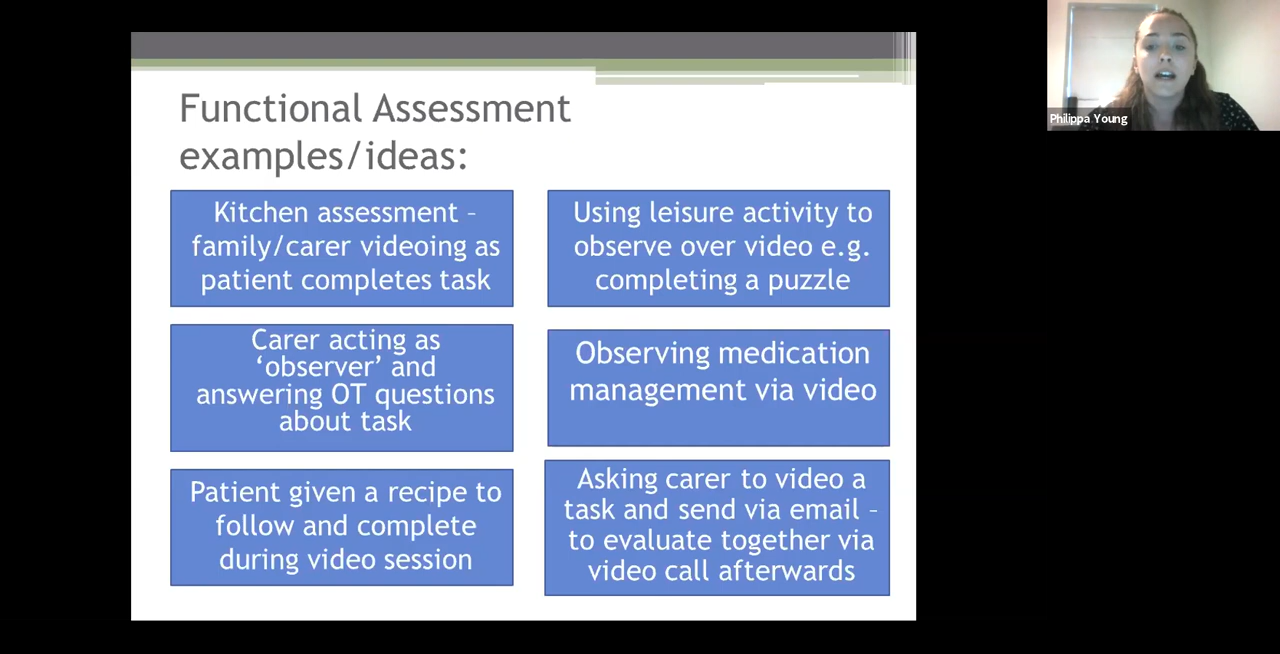 Functional Assessment
examples/ideas:
Kitchen assessment –
family/carer videoing as
patient completes task
Using leisure activity to
observe over video e.g.
completing a puzzle
Carer acting as
‘observer’ and
answering OT questions
about task
Observing medication
management via video
Patient given a recipe to
follow and complete
during video session
Asking carer to video a
task and send via email –
to evaluate together via
video call afterwards
Philippa Young